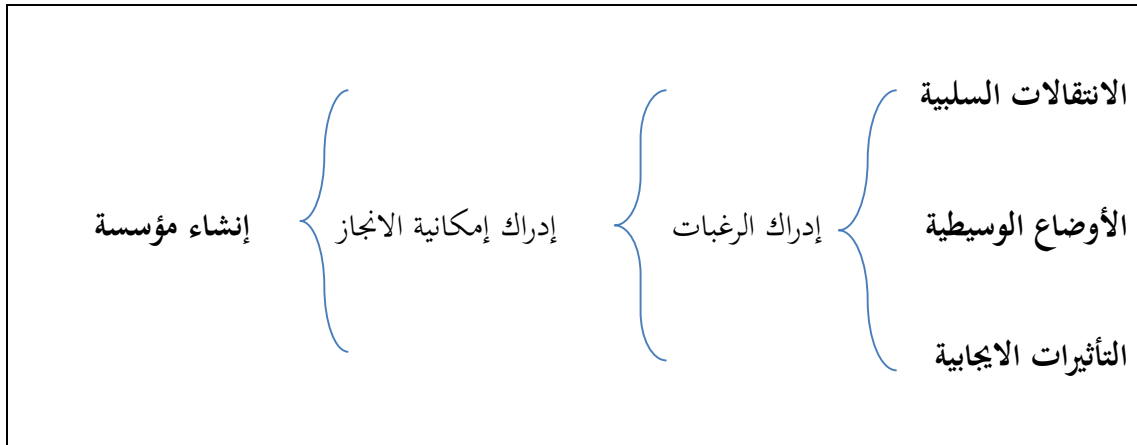 الانتقالات السلبية
الأوضاع الوسيطية
إدراك الرغبات
إدراك إمكانية الانجاز
إنشاء مؤسسة
التأثيرات الايجابية